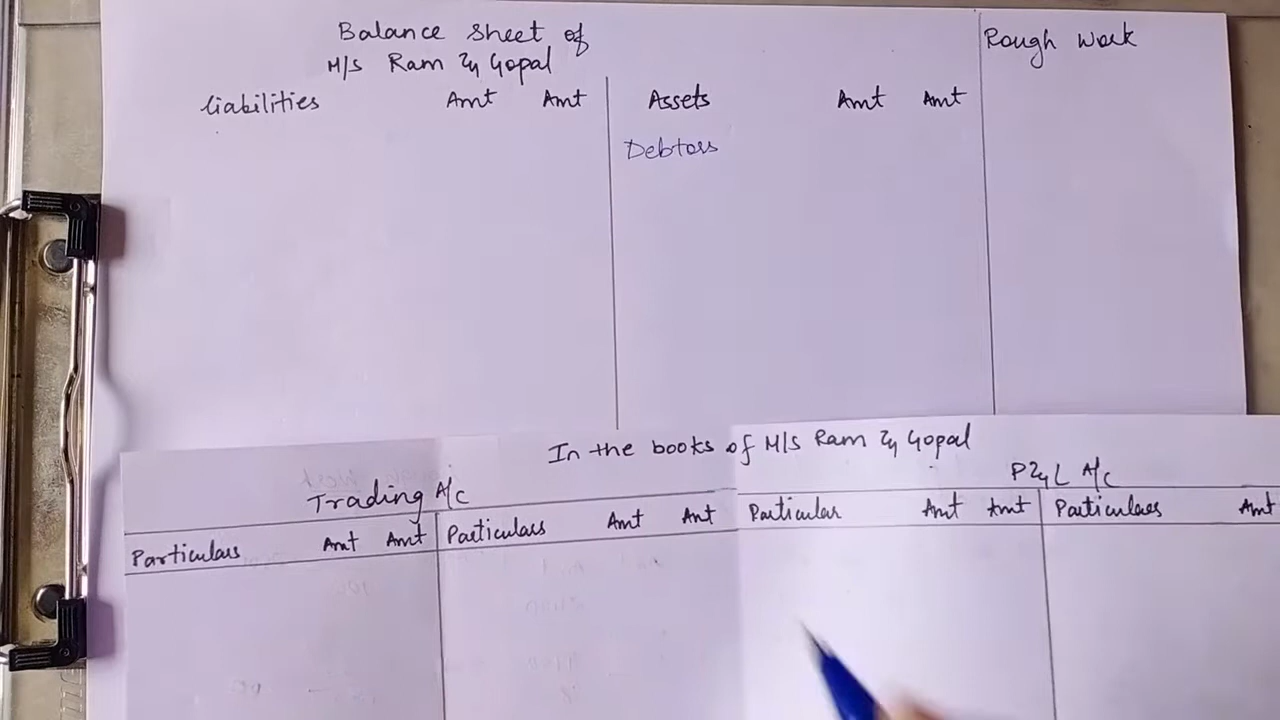 Balance Sheet of
M/s Ram & Gopal
Rough Work
Liabilities Amt Amt Assets Amt Amt
Debtors
In the books of M/s Ram & Gopal
Trading A/c
P&L A/c
Particulars Amt Amt Particulars Amt Amt
Particular Amt Amt Particulars Amt